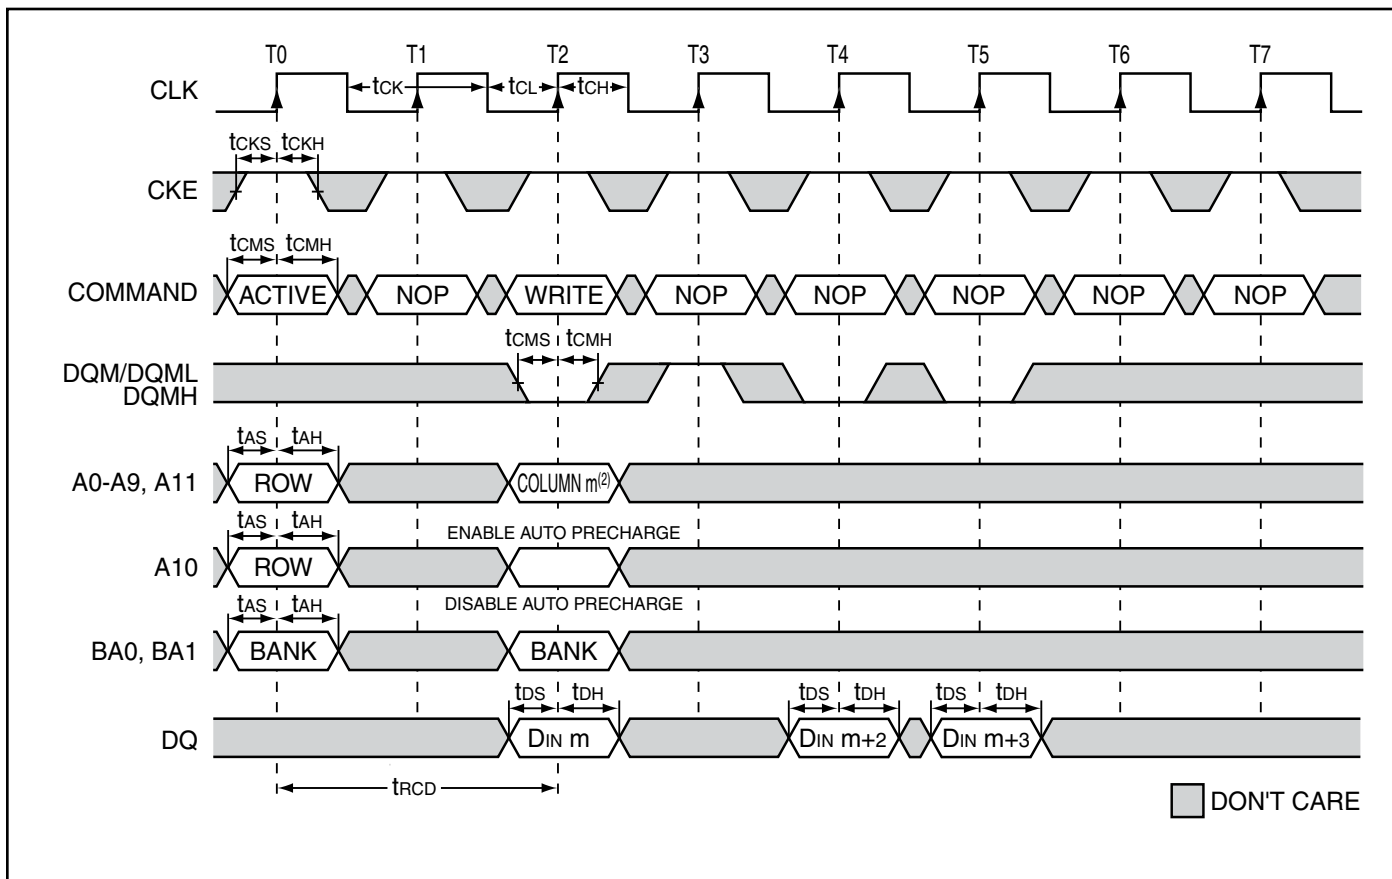 T0 T1 T2 T3 T4 T5 T6 T7
CLK tCK tCL tCH
tCKS tCKH
CKE
tCMS tCMH
COMMAND ACTIVE NOP WRITE NOP NOP NOP NOP NOP
tCMS tCMH
DQM/DQML
DQMH
tAS tAH
A0-A9, A11 ROW COLUMN m(2)
tAS tAH ENABLE AUTO PRECHARGE
A10 ROW
tAS tAH DISABLE AUTO PRECHARGE
BA0, BA1 BANK BANK
tDS tDH tDS tDH tDS tDH
DQ DIN m DIN m+2 DIN m+3
tRCD
DON'T CARE